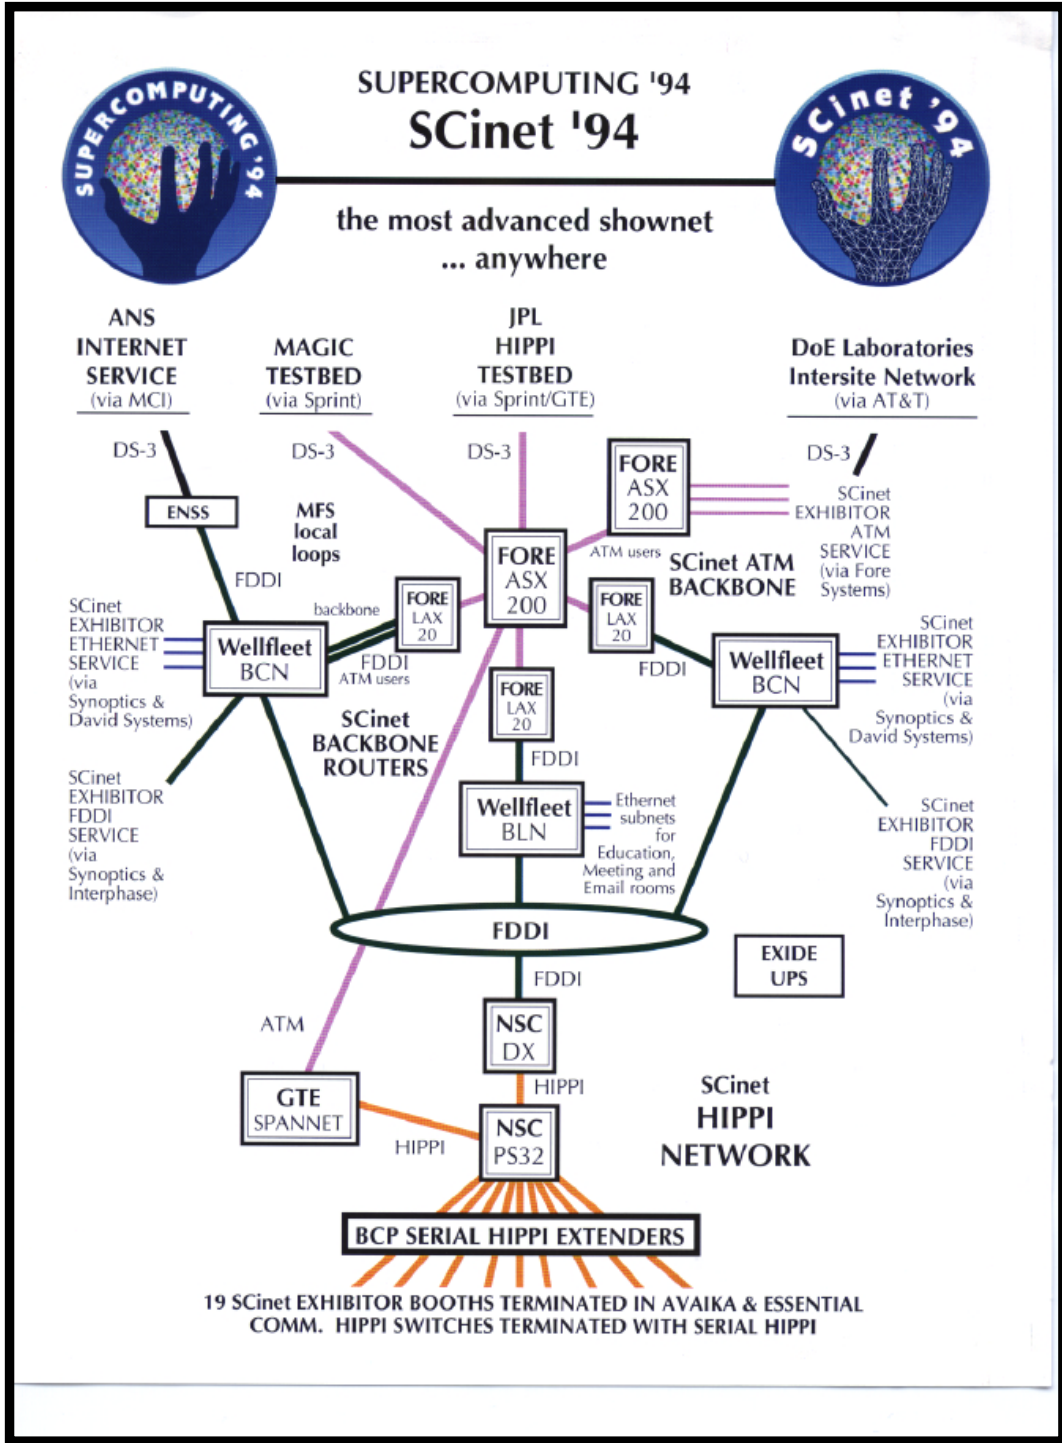 SUPERCOMPUTING '94
SCinet '94
SUPERCOMPUTING '94
SCinet '94
the most advanced shownet
... anywhere
ANS
INTERNET
SERVICE
(via MCI)
MAGIC
TESTBED
(via Sprint)
JPL
HIPPI
TESTBED
(via Sprint/GTE)
DoE Laboratories
Intersite Network
(via AT&T)
DS-3
DS-3
DS-3
DS-3
ENSS
MFS
local
loops
FORE
ASX
200
SCinet
EXHIBITOR
ATM
SERVICE
(via Fore
Systems)
FORE
ASX
200
ATM users
SCinet ATM
BACKBONE
FDDI
backbone
FORE
LAX
20
FORE
LAX
20
SCinet
EXHIBITOR
ETHERNET
SERVICE
(via
Synoptics &
David Systems)
Wellfleet
BCN
FDDI
ATM users
FDDI
Wellfleet
BCN
SCinet
EXHIBITOR
ETHERNET
SERVICE
(via
Synoptics &
David Systems)
FORE
LAX
20
SCinet
BACKBONE
ROUTERS
FDDI
SCinet
EXHIBITOR
FDDI
SERVICE
(via
Synoptics &
Interphase)
Wellfleet
BLN
Ethernet
subnets
for
Education,
Meeting and
Email rooms
SCinet
EXHIBITOR
FDDI
SERVICE
(via
Synoptics &
Interphase)
FDDI
EXIDE
UPS
FDDI
ATM
NSC
DX
HIPPI
GTE
SPANNET
HIPPI
NSC
PS32
SCinet
HIPPI
NETWORK
BCP SERIAL HIPPI EXTENDERS
19 SCinet EXHIBITOR BOOTHS TERMINATED IN AVAIKA & ESSENTIAL
COMM. HIPPI SWITCHES TERMINATED WITH SERIAL HIPPI